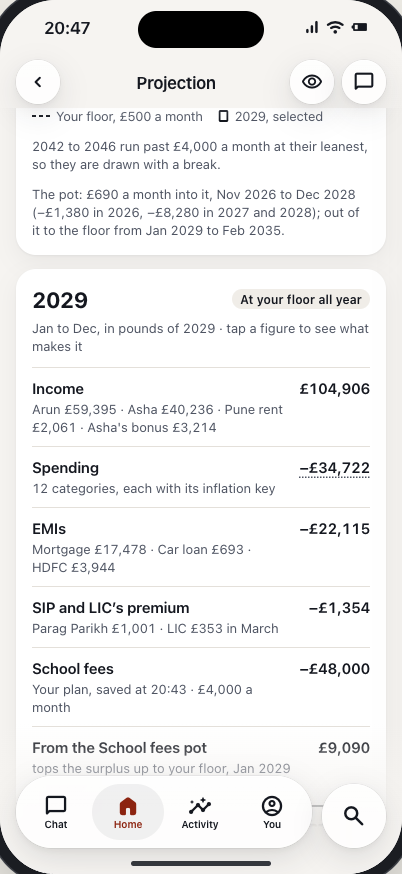 20:47
Projection
Your floor, £500 a month
2029, selected
2042 to 2046 run past £4,000 a month at their leanest,
so they are drawn with a break.
The pot: £690 a month into it, Nov 2026 to Dec 2028
(−£1,380 in 2026, −£8,280 in 2027 and 2028); out of
it to the floor from Jan 2029 to Feb 2035.
2029
At your floor all year
Jan to Dec, in pounds of 2029 · tap a figure to see what
makes it
Income
£104,906
Arun £59,395 · Asha £40,236 · Pune rent
£2,061 · Asha's bonus £3,214
Spending
−£34,722
12 categories, each with its inflation key
EMIs
−£22,115
Mortgage £17,478 · Car loan £693 ·
HDFC £3,944
SIP and LIC's premium
−£1,354
Parag Parikh £1,001 · LIC £353 in March
School fees
−£48,000
Your plan, saved at 20:43 · £4,000 a
month
From the School fees pot
£9,090
tops the surplus up to your floor, Jan 2029
Chat
Home
Activity
You